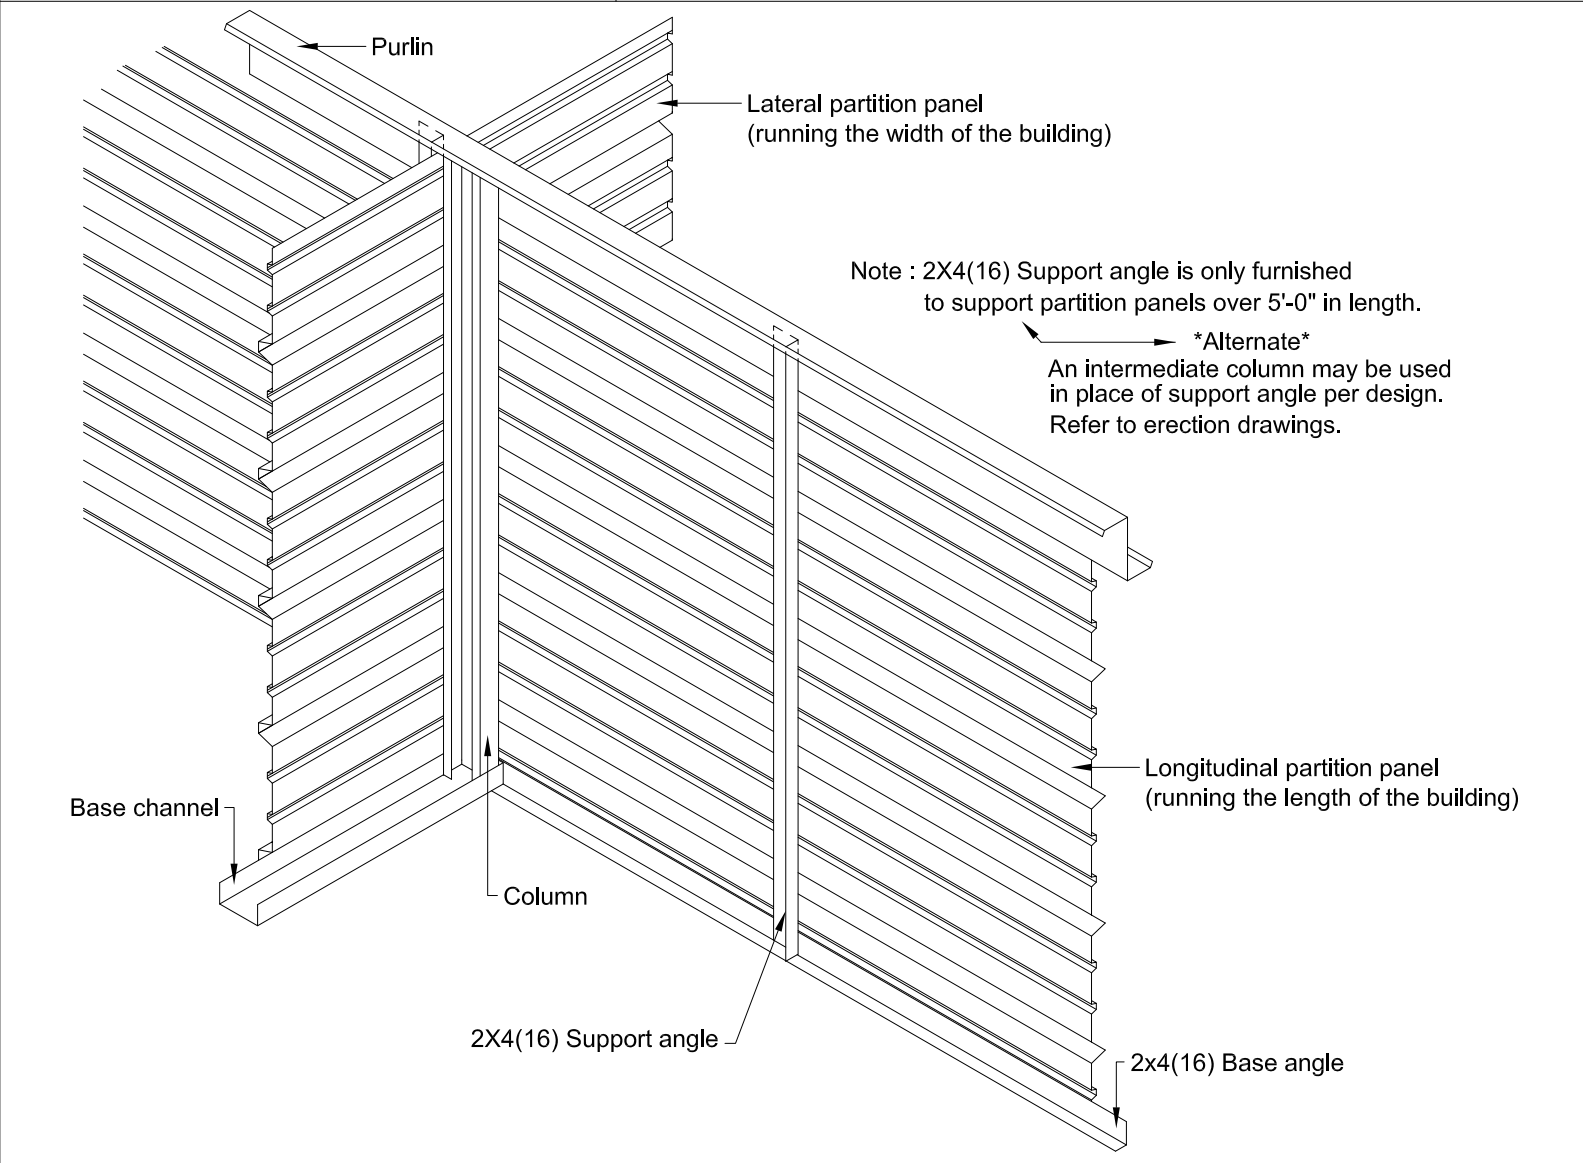 Purlin
Lateral partition panel
(running the width of the building)
Note : 2X4(16) Support angle is only furnished
to support partition panels over 5'-0" in length.
*Alternate*
An intermediate column may be used
in place of support angle per design.
Refer to erection drawings.
Longitudinal partition panel
(running the length of the building)
Base channel
Column
2X4(16) Support angle
2x4(16) Base angle